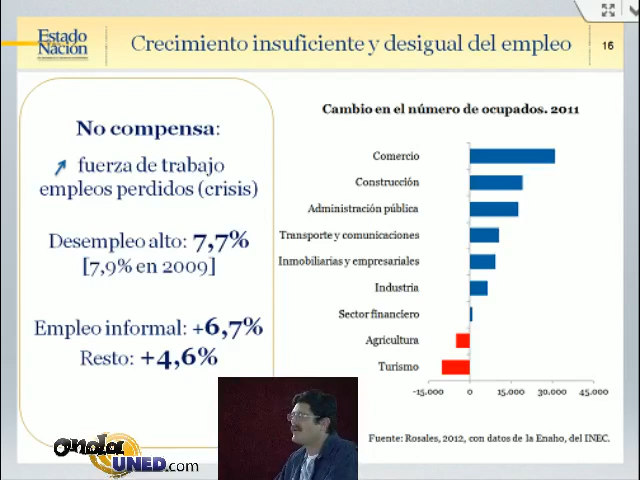 Estado
Nación
Crecimiento insuficiente y desigual del empleo
16
No compensa:
fuerza de trabajo
empleos perdidos (crisis)
Desempleo alto: 7,7%
[7,9% en 2009]
Empleo informal: +6,7%
Resto: +4,6%
Cambio en el número de ocupados. 2011
Comercio
Construcción
Administración pública
Transporte y comunicaciones
Inmobiliarias y empresariales
Industria
Sector financiero
Agricultura
Turismo
-15.000 0 15.000 30.000 45.000
Fuente: Rosales, 2012, con datos de la Enaho, del INEC.
onda
UNED.com